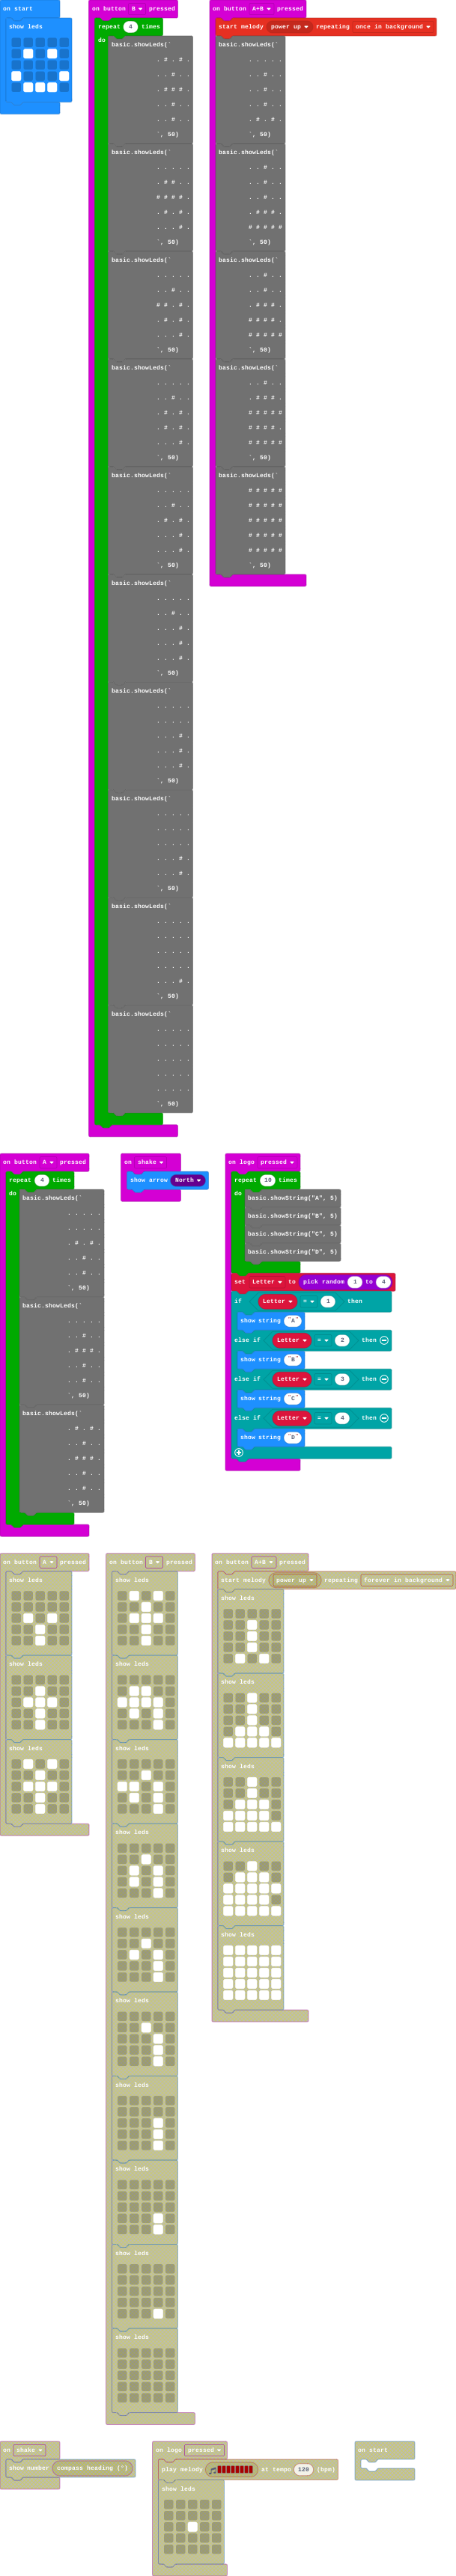 on start
show leds
on button B pressed
repeat 4 times
do
basic.showLeds(`
. # . # .
. . # . .
. # # # .
. . # . .
. . # . .
`, 50)
basic.showLeds(`
. . . . .
. # # . .
# # # # .
. # . # .
. . . # .
`, 50)
basic.showLeds(`
. . . . .
. . # . .
# # . # .
. # . # .
. . . # .
`, 50)
basic.showLeds(`
. . . . .
. . # . .
. # . # .
. # . # .
. . . # .
`, 50)
basic.showLeds(`
. . . . .
. . # . .
. # . # .
. . . # .
. . . # .
`, 50)
basic.showLeds(`
. . . . .
. . # . .
. . . # .
. . . # .
. . . # .
`, 50)
basic.showLeds(`
. . . . .
. . . . .
. . . # .
. . . # .
. . . # .
`, 50)
basic.showLeds(`
. . . . .
. . . . .
. . . . .
. . . # .
. . . # .
`, 50)
basic.showLeds(`
. . . . .
. . . . .
. . . . .
. . . . .
. . . # .
`, 50)
basic.showLeds(`
. . . . .
. . . . .
. . . . .
. . . . .
. . . . .
`, 50)
on button A+B pressed
start melody power up repeating once in background
basic.showLeds(`
. . . . .
. . # . .
. . # . .
. . # . .
. # . # .
`, 50)
basic.showLeds(`
. . # . .
. . # . .
. . # . .
. # # # .
# # # # #
`, 50)
basic.showLeds(`
. . # . .
. . # . .
. # # # .
# # # # .
# # # # #
`, 50)
basic.showLeds(`
. . # . .
. # # # .
# # # # #
# # # # .
# # # # #
`, 50)
basic.showLeds(`
# # # # #
# # # # #
# # # # #
# # # # #
# # # # #
`, 50)
on button A pressed
repeat 4 times
do
basic.showLeds(`
. . . . .
. . . . .
. # . # .
. . # . .
. . # . .
`, 50)
basic.showLeds(`
. . . . .
. . # . .
. # # # .
. . # . .
. . # . .
`, 50)
basic.showLeds(`
. # . # .
. . # . .
. # # # .
. . # . .
. . # . .
`, 50)
on shake
show arrow North
on logo pressed
repeat 10 times
do
basic.showString("A", 5)
basic.showString("B", 5)
basic.showString("C", 5)
basic.showString("D", 5)
set Letter to pick random 1 to 4
if Letter = 1 then
show string "A"
else if Letter = 2 then
show string "B"
else if Letter = 3 then
show string "C"
else if Letter = 4 then
show string "D"
on button A pressed
show leds
show leds
show leds
on button B pressed
show leds
show leds
show leds
show leds
show leds
show leds
show leds
show leds
show leds
show leds
on button A+B pressed
start melody power up repeating forever in background
show leds
show leds
show leds
show leds
show leds
on shake
show number compass heading (°)
on logo pressed
play melody at tempo 120 (bpm)
show leds
on start